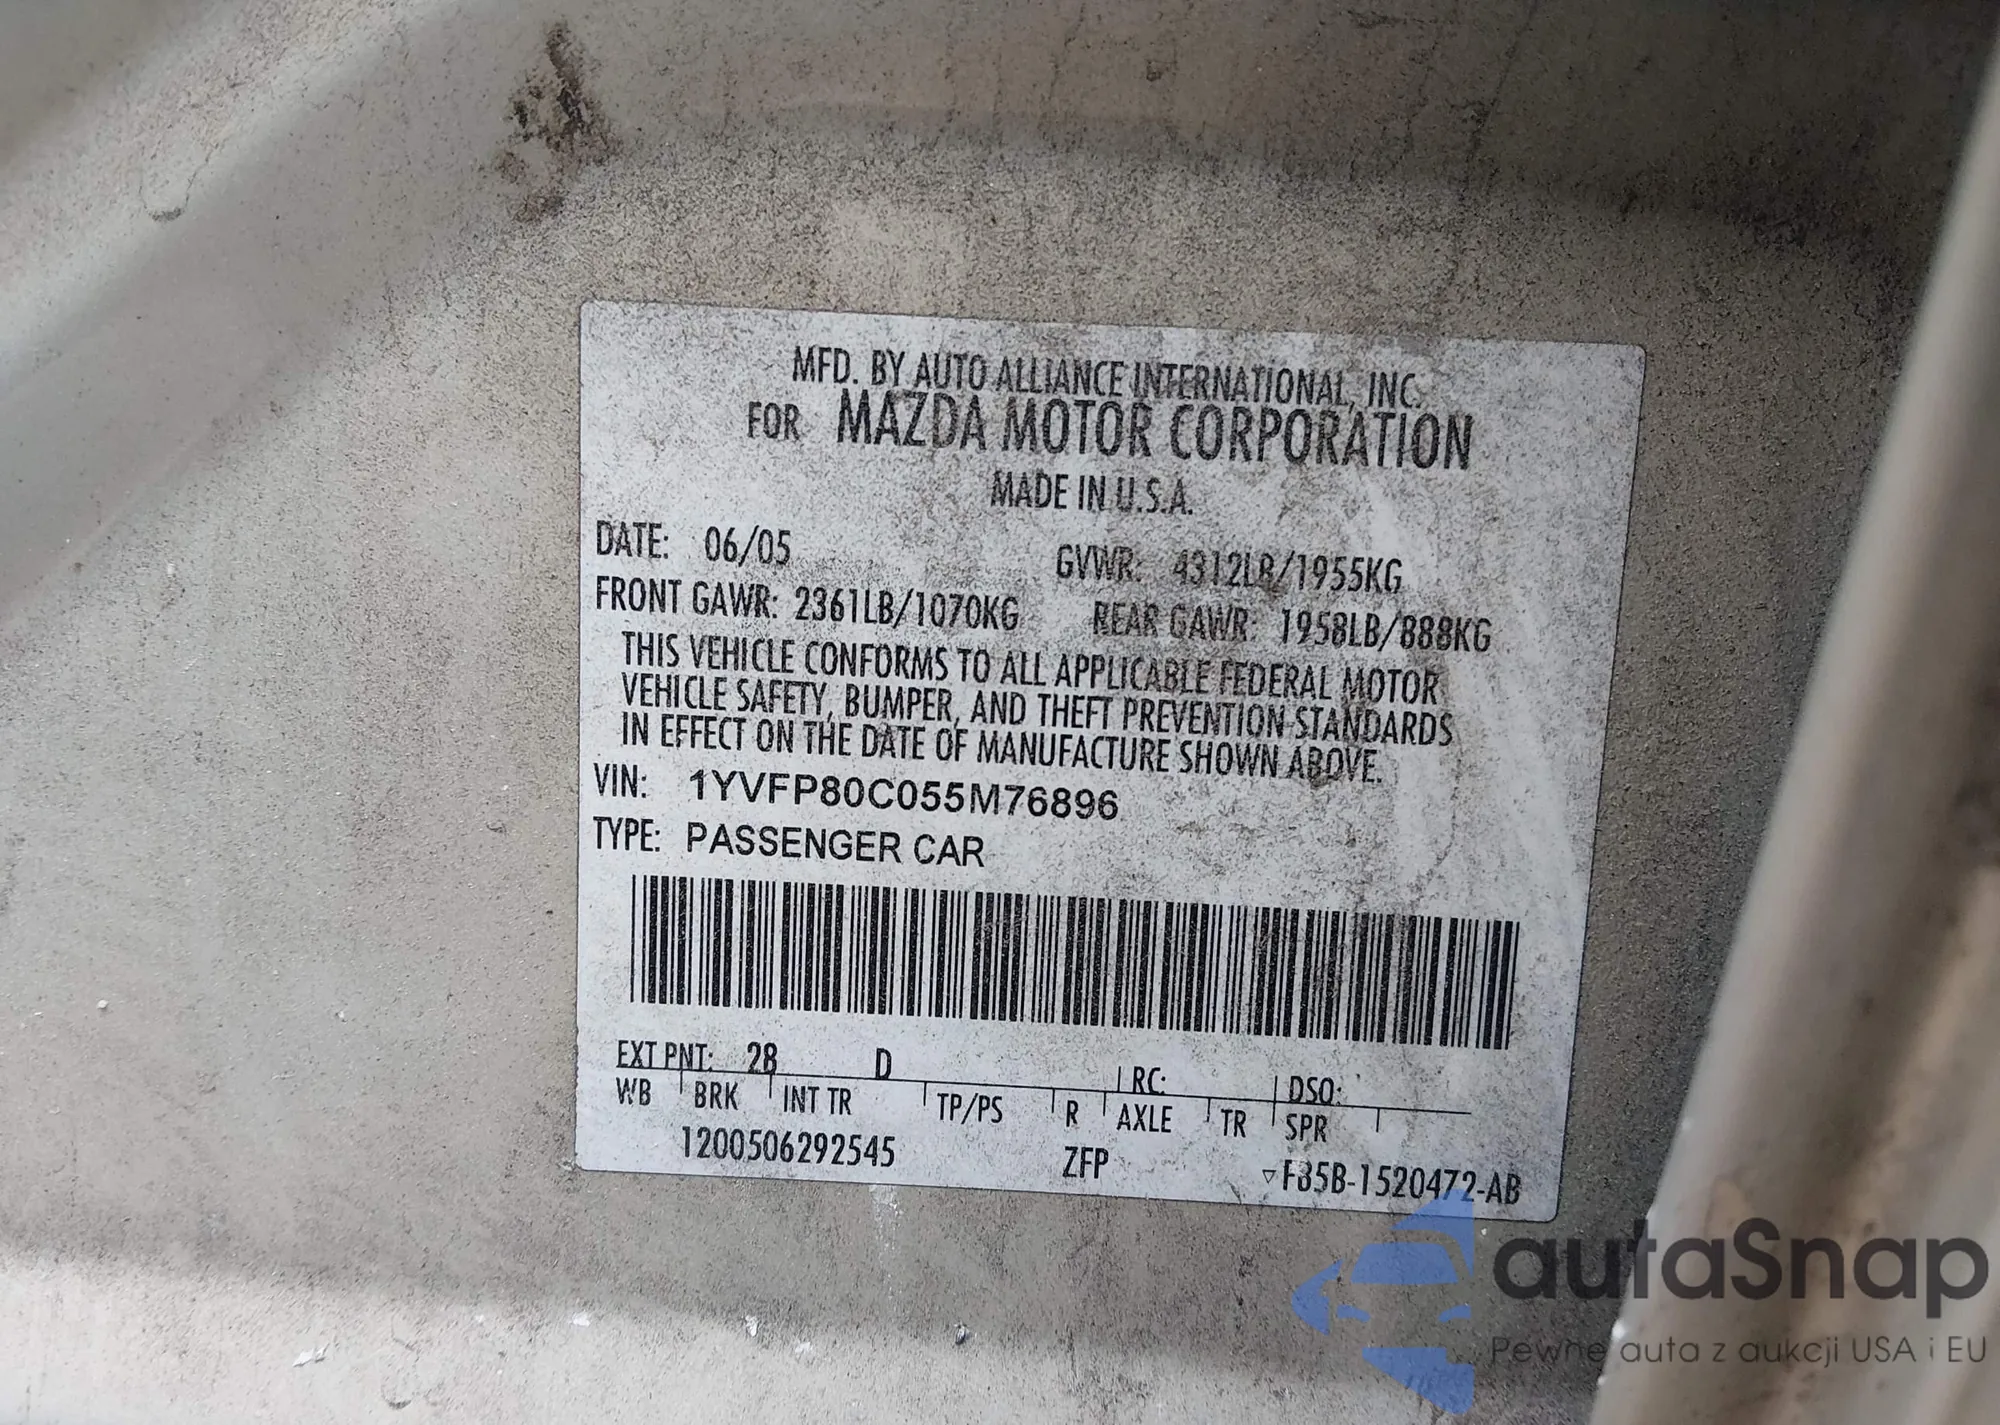 MFD. BY AUTO ALLIANCE INTERNATIONAL, INC.
FOR MAZDA MOTOR CORPORATION
MADE IN U.S.A.
DATE: 06/05 GVWR: 4312LB/1955KG
FRONT GAWR: 2361LB/1070KG REAR GAWR: 1958LB/888KG
THIS VEHICLE CONFORMS TO ALL APPLICABLE FEDERAL MOTOR
VEHICLE SAFETY, BUMPER, AND THEFT PREVENTION STANDARDS
IN EFFECT ON THE DATE OF MANUFACTURE SHOWN ABOVE.
VIN: 1YVFP80C055M76896
TYPE: PASSENGER CAR
EXT PNT: 28 D RC: DSO:
WB BRK INT TR TP/PS R AXLE TR SPR
1200506292545 ZFP ▽F85B-1520472-AB
autaSnap
Pewne auta z aukcji USA i EU